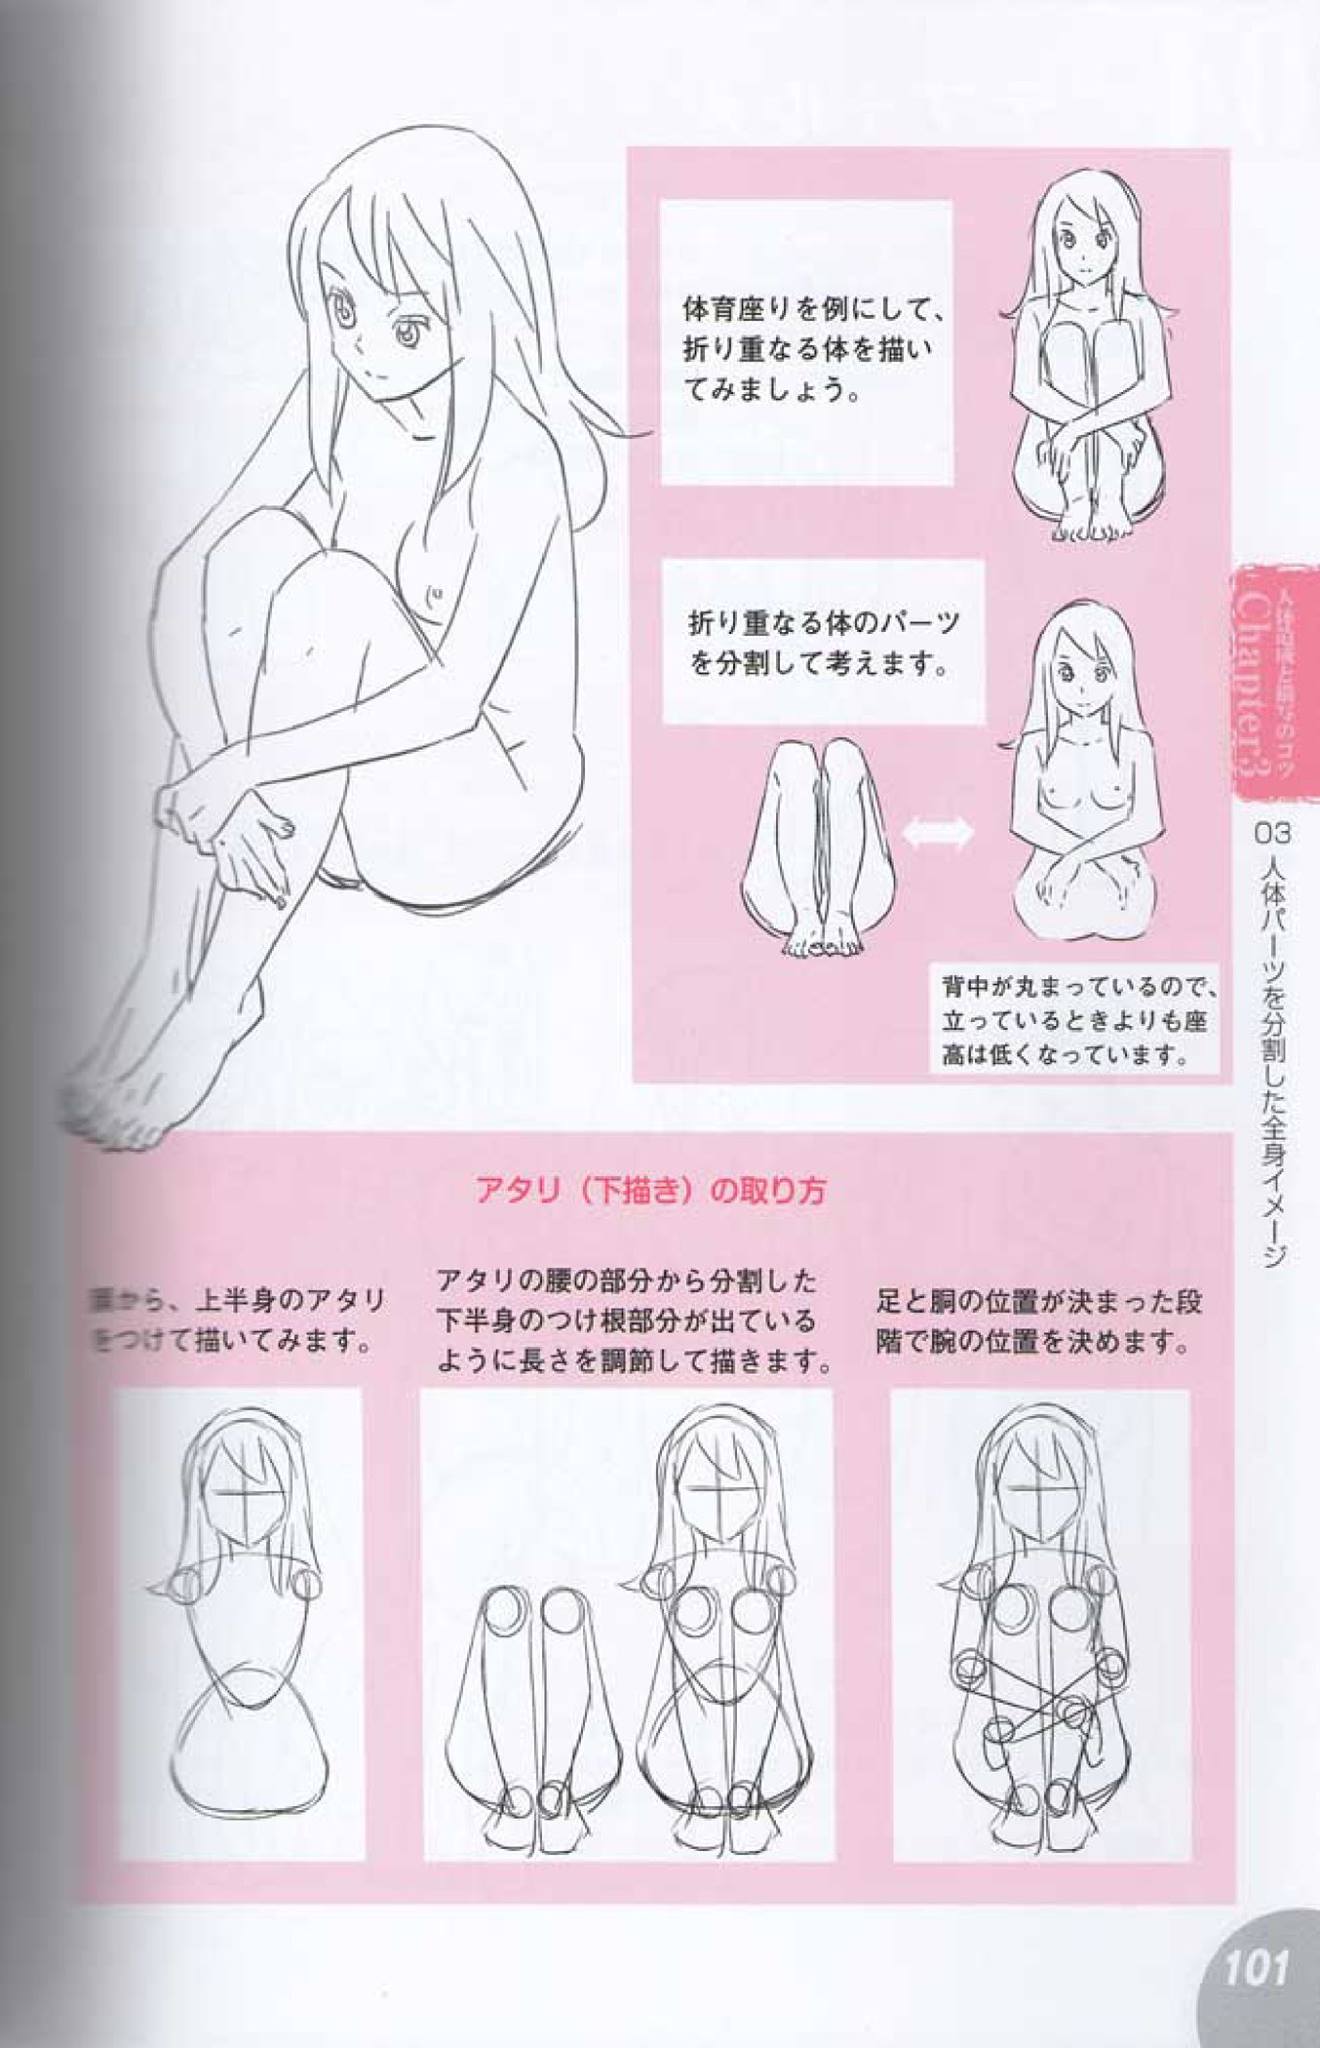 体育座りを例にして、
折り重なる体を描い
てみましょう。
折り重なる体のパーツ
を分割して考えます。
背中が丸まっているので、
立っているときよりも座
高は低くなっています。
Chapter3
03 人体パーツを分割した全身イメージ
アタリ（下描き）の取り方
から、上半身のアタリ
をつけて描いてみます。
アタリの腰の部分から分割した
下半身のつけ根部分が出ている
ように長さを調節して描きます。
足と胴の位置が決まった段
階で腕の位置を決めます。
101